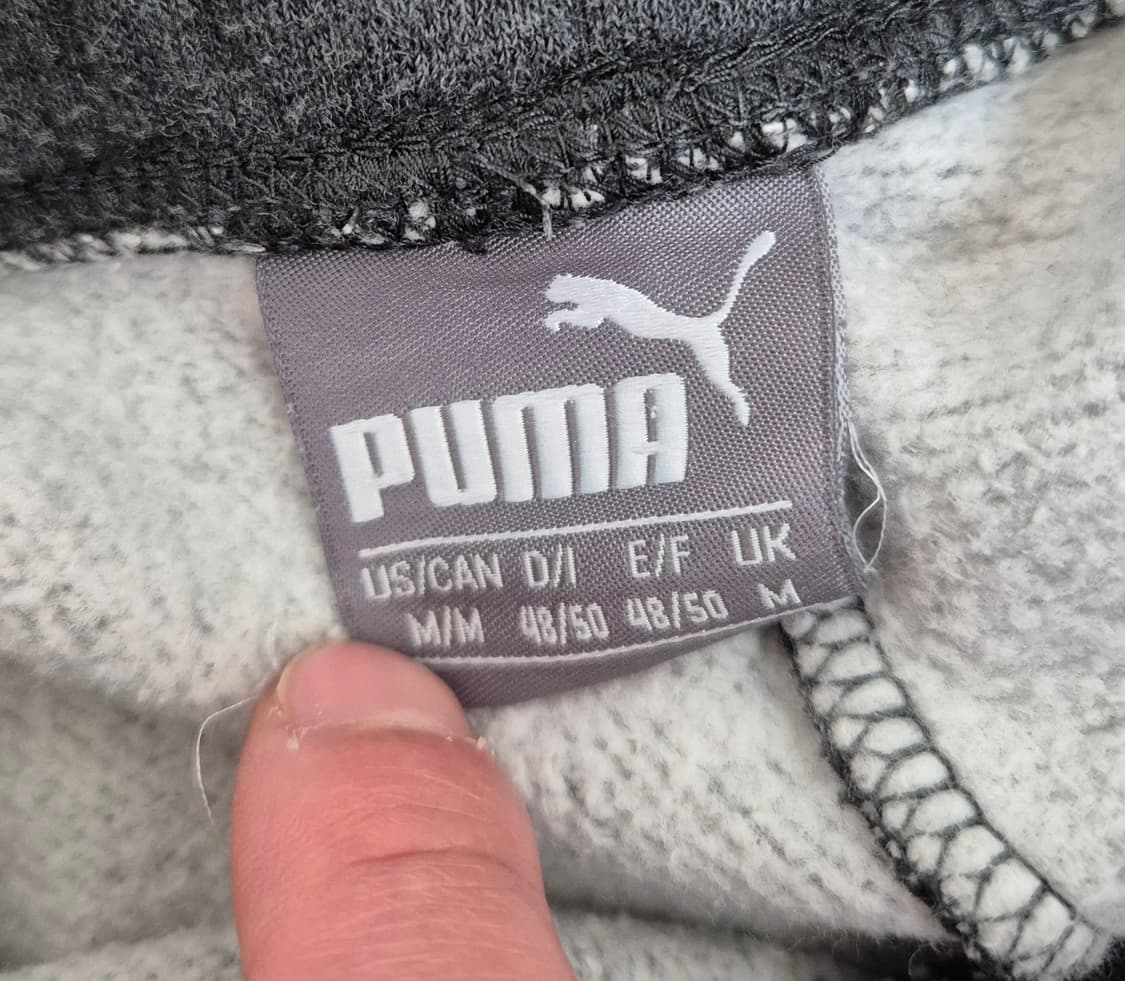 PUMA
US/CAN D/I E/F UK
M/M 48/50 48/50 M